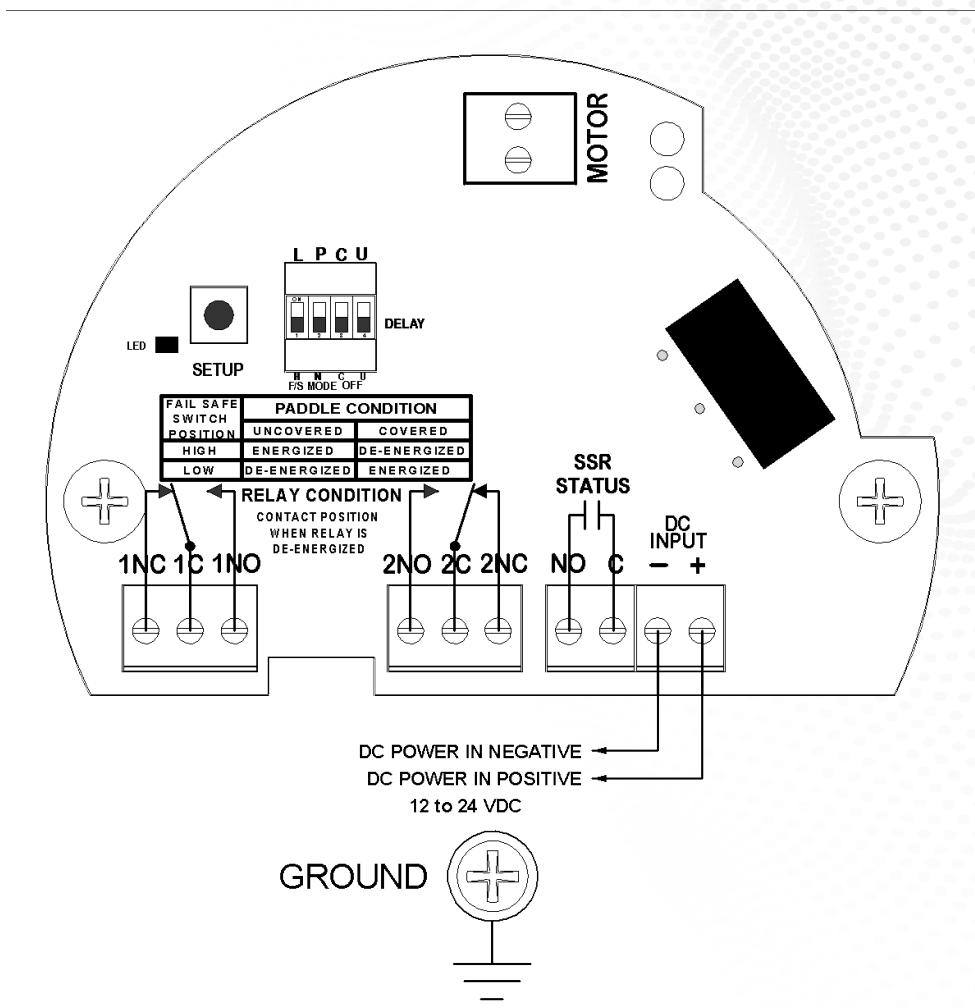 MOTOR
L P C U
ON
1 2 3 4
DELAY
H N C U
F/S MODE OFF
LED
SETUP
FAIL SAFE SWITCH POSITION
PADDLE CONDITION
UNCOVERED COVERED
HIGH ENERGIZED DE-ENERGIZED
LOW DE-ENERGIZED ENERGIZED
RELAY CONDITION
CONTACT POSITION
WHEN RELAY IS
DE-ENERGIZED
SSR
STATUS
DC
INPUT
1NC 1C 1NO
2NO 2C 2NC
NO C − +
DC POWER IN NEGATIVE
DC POWER IN POSITIVE
12 to 24 VDC
GROUND